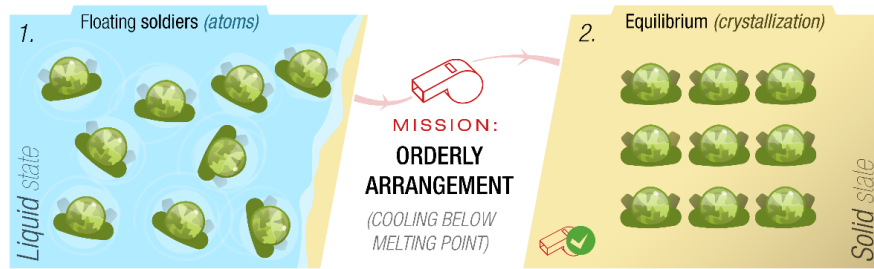 1.
Floating soldiers (atoms)
Liquid state
MISSION:
ORDERLY
ARRANGEMENT
(COOLING BELOW
MELTING POINT)
2.
Equilibrium (crystallization)
Solid state